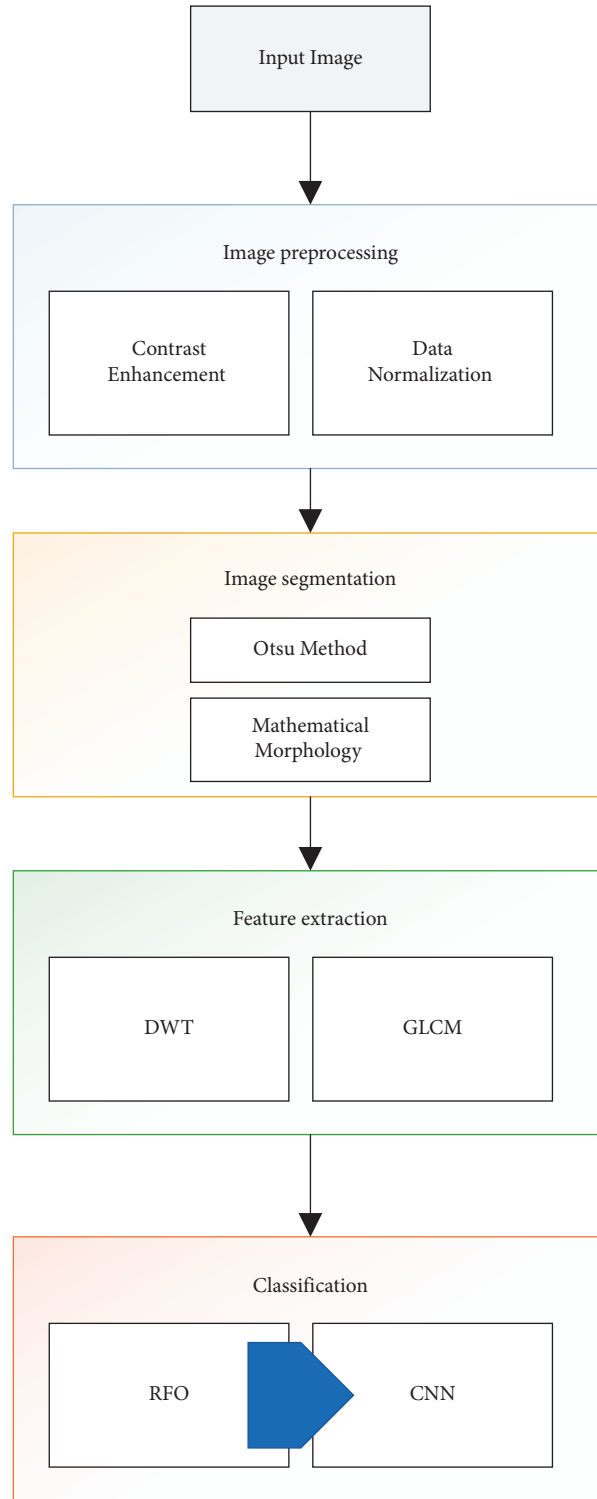 Input Image
Image preprocessing
Contrast
Enhancement
Data
Normalization
Image segmentation
Otsu Method
Mathematical
Morphology
Feature extraction
DWT
GLCM
Classification
RFO
CNN